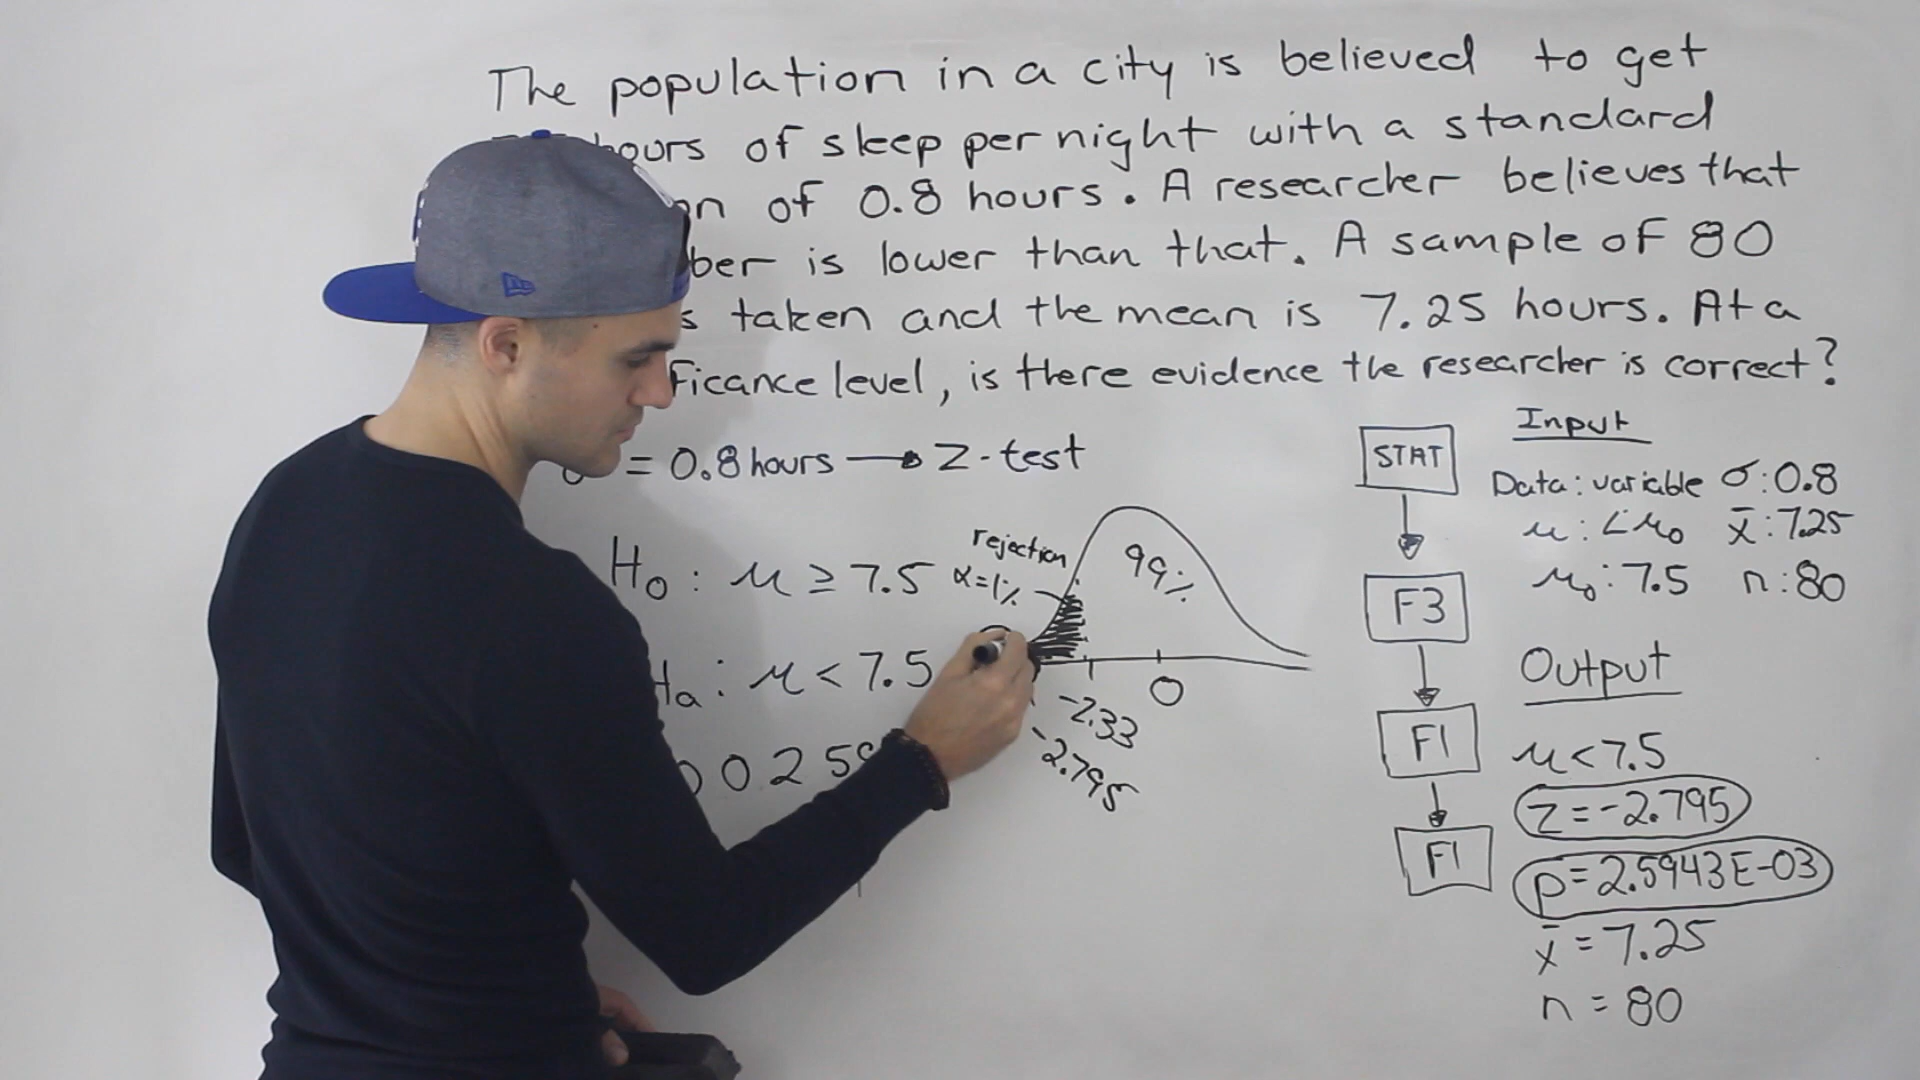 The population in a city is believed to get
hours of sleep per night with a standard
of 0.8 hours. A researcher believes that
is lower than that. A sample of 80
taken and the mean is 7.25 hours. At a
level, is there evidence the researcher is correct?
= 0.8 hours → Z-test
H₀: μ ≥ 7.5
Hₐ: μ < 7.5
rejection
α=1%
99%
0
-2.33
-2.795
STAT
F3
F1
F1
Input
Data: variable σ: 0.8
μ: <μ₀ x̄: 7.25
μ₀: 7.5 n: 80
Output
μ < 7.5
Z = -2.795
p = 2.5943E-03
x̄ = 7.25
n = 80